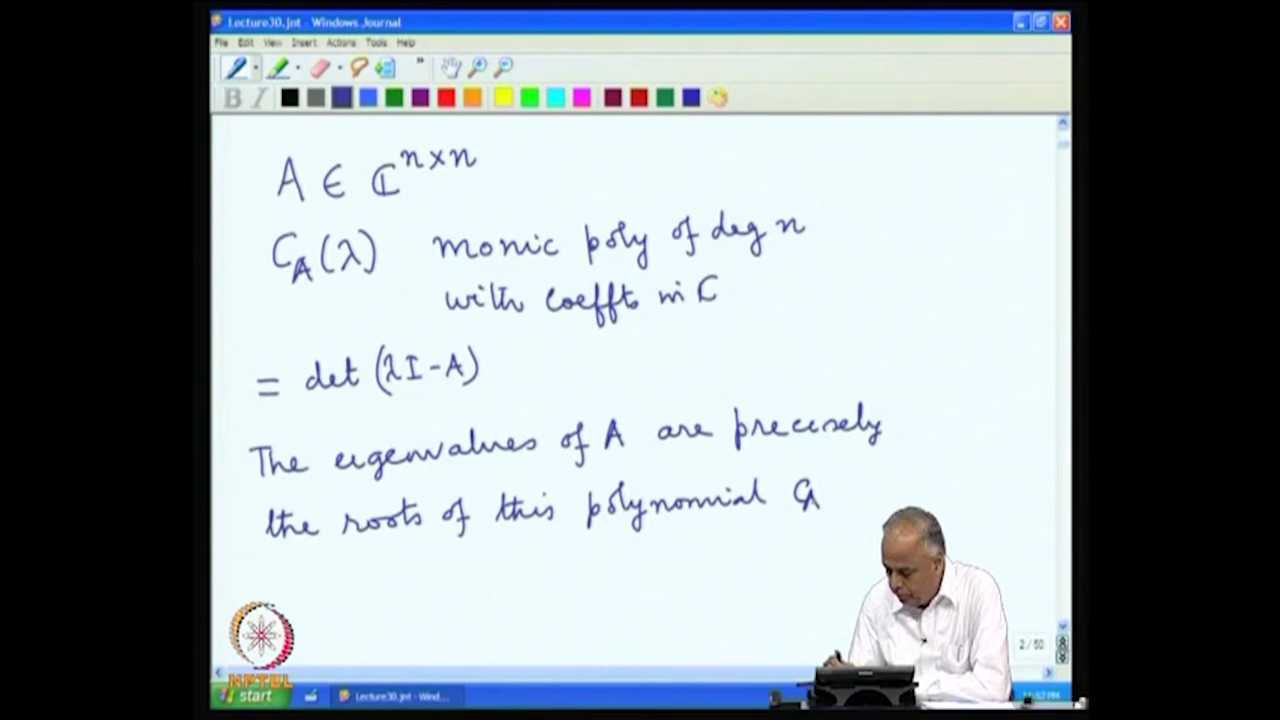 Lecture30.jnt - Windows Journal
File Edit View Insert Actions Tools Help
B I
A ∈ ℂ^{n×n}
C_A(λ) monic poly of deg n
with coeffts in ℂ
= det (λI - A)
The eigenvalues of A are precisely
the roots of this polynomial C_A
2 / 50
NPTEL
start
Lecture30.jnt - Wind...